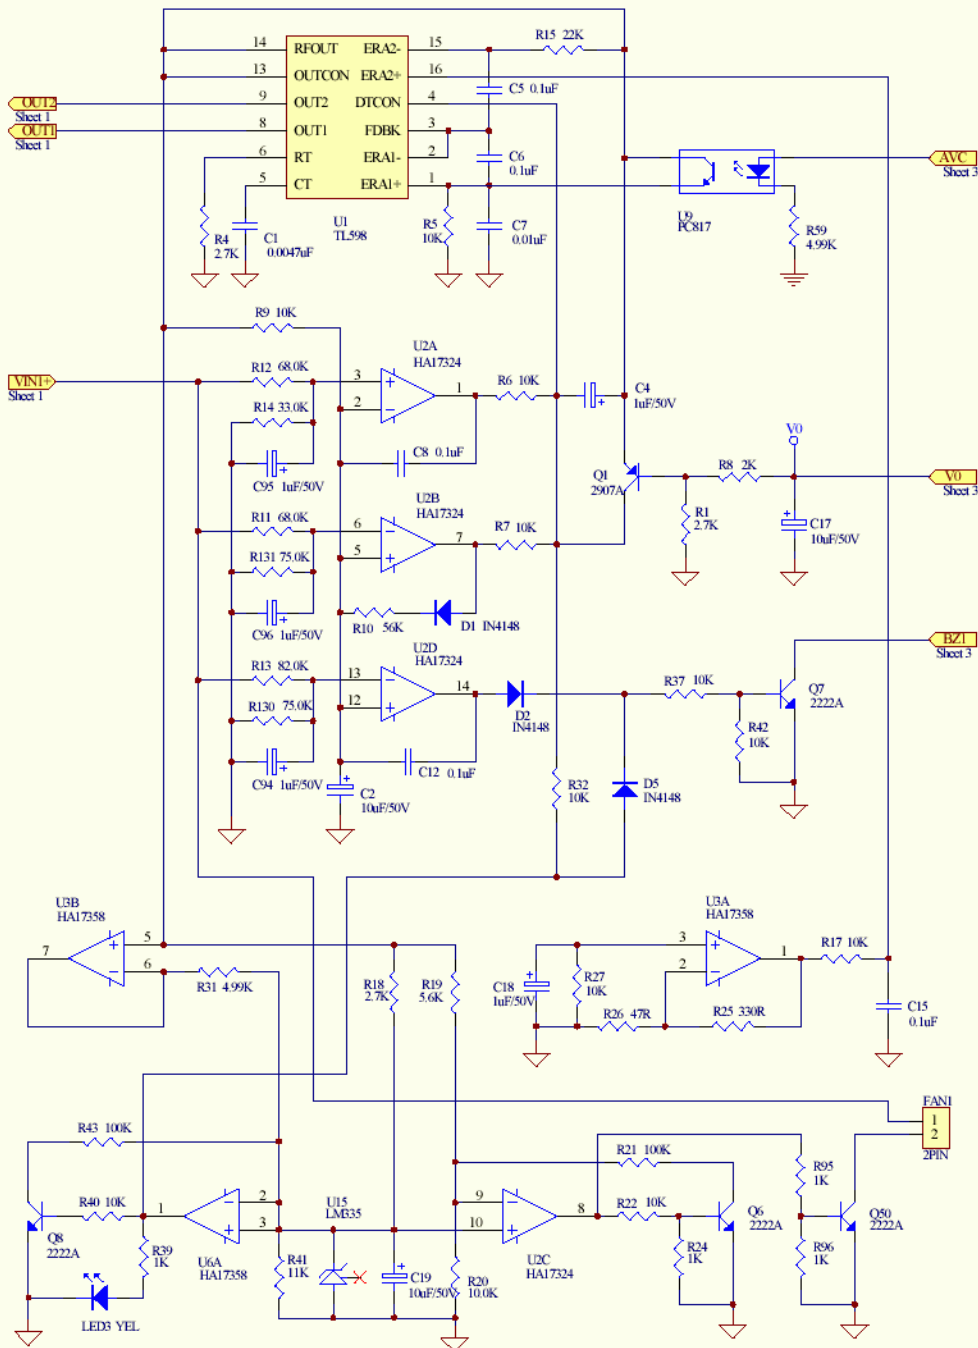 14 RFOUT ERA2- 15 R15 22K
13 OUTCON ERA2+ 16
C5 0.1uF
OUT2 9 OUT2 DTCON 4
Sheet 1
OUT1 8 OUT1 FDBK 3
Sheet 1
6 RT ERA1- 2 C6
0.1uF
AVC
Sheet 3
5 CT ERA1+ 1
U1
TL598
R4
2.7K
C1
0.0047uF
R5
10K
C7
0.01uF
U9
PC817
R59
4.99K
R9 10K
U2A
HA17324
VIN1+
Sheet 1
R12 68.0K 3 1 R6 10K
C4
1uF/50V
R14 33.0K 2
C8 0.1uF
C95 1uF/50V
V0
R8 2K
V0
Sheet 3
Q1
2907A
R1
2.7K
C17
10uF/50V
U2B
HA17324
R11 68.0K 6 7 R7 10K
R131 75.0K 5
R10 56K
D1 IN4148
C96 1uF/50V
U2D
HA17324
BZ1
Sheet 3
R13 82.0K 13 14
R130 75.0K 12
D2
IN4148
R37 10K
Q7
2222A
R42
10K
C94 1uF/50V
C12 0.1uF
C2
10uF/50V
R32
10K
D5
IN4148
U3B
HA17358
7 5
6
R31 4.99K
R18
2.7K
R19
5.6K
U3A
HA17358
3 1 R17 10K
2
C18
1uF/50V
R27
10K
R26 47R
R25 330R
C15
0.1uF
FAN1
1
2
2PIN
R43 100K
R21 100K
R95
1K
R40 10K 1 2
3
U15
LM335
9 8 R22 10K
10
Q8
2222A
R39
1K
U6A
HA17358
R41
11K
C19
10uF/50V
R20
10.0K
U2C
HA17324
R24
1K
Q6
2222A
R96
1K
Q50
2222A
LED3 YEL